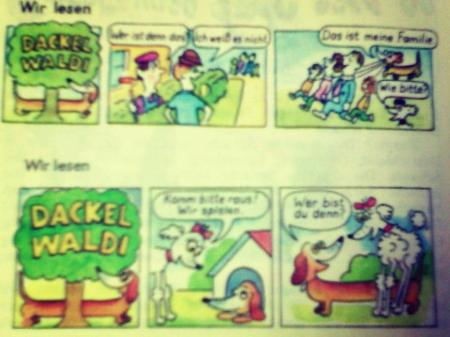 Wir lesen
DACKEL
WALDI
Wer ist denn das?
Ich weiß es nicht
Das ist meine Familie
Wie bitte?
Wir lesen
DACKEL
WALDI
Komm bitte raus!
Wir spielen.
Wer bist
du denn?